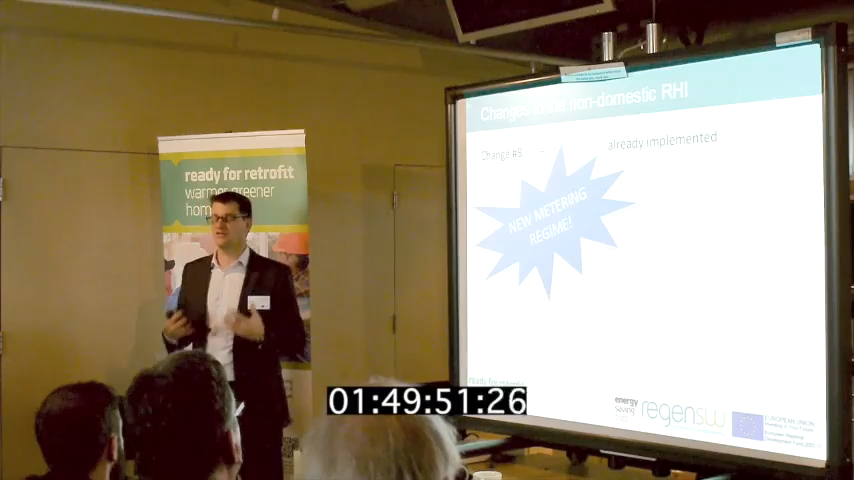 Changes to the non-domestic RHI
Change #5 already implemented
NEW METERING
REGIME!
ready for retrofit
warmer greener
hom
01:49:51:26
energy
saving
regensw
EUROPEAN UNION